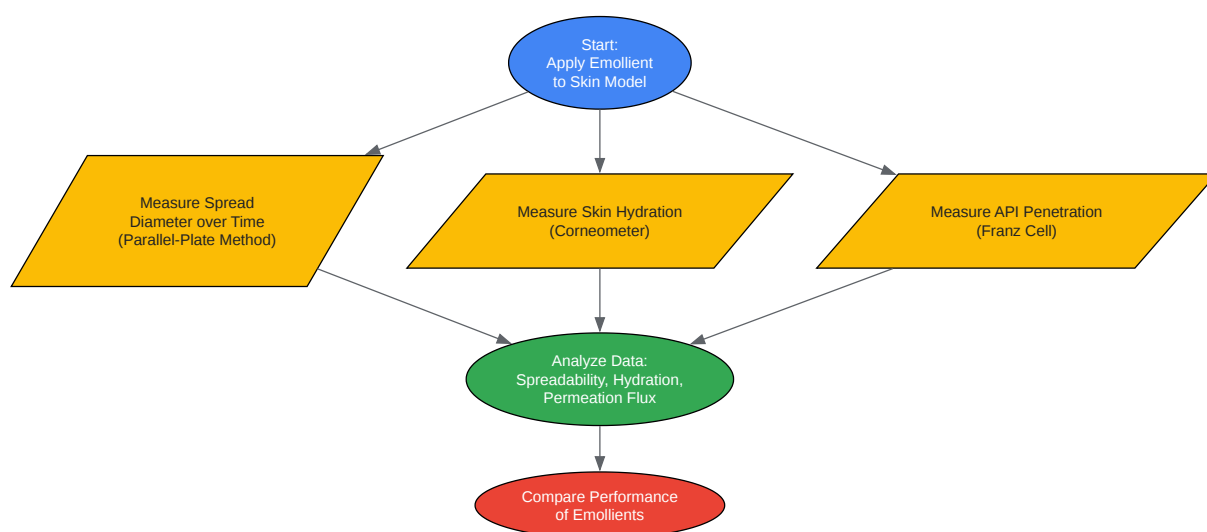 Start:
Apply Emollient
to Skin Model
Measure Spread
Diameter over Time
(Parallel-Plate Method)
Measure Skin Hydration
(Corneometer)
Measure API Penetration
(Franz Cell)
Analyze Data:
Spreadability, Hydration,
Permeation Flux
Compare Performance
of Emollients